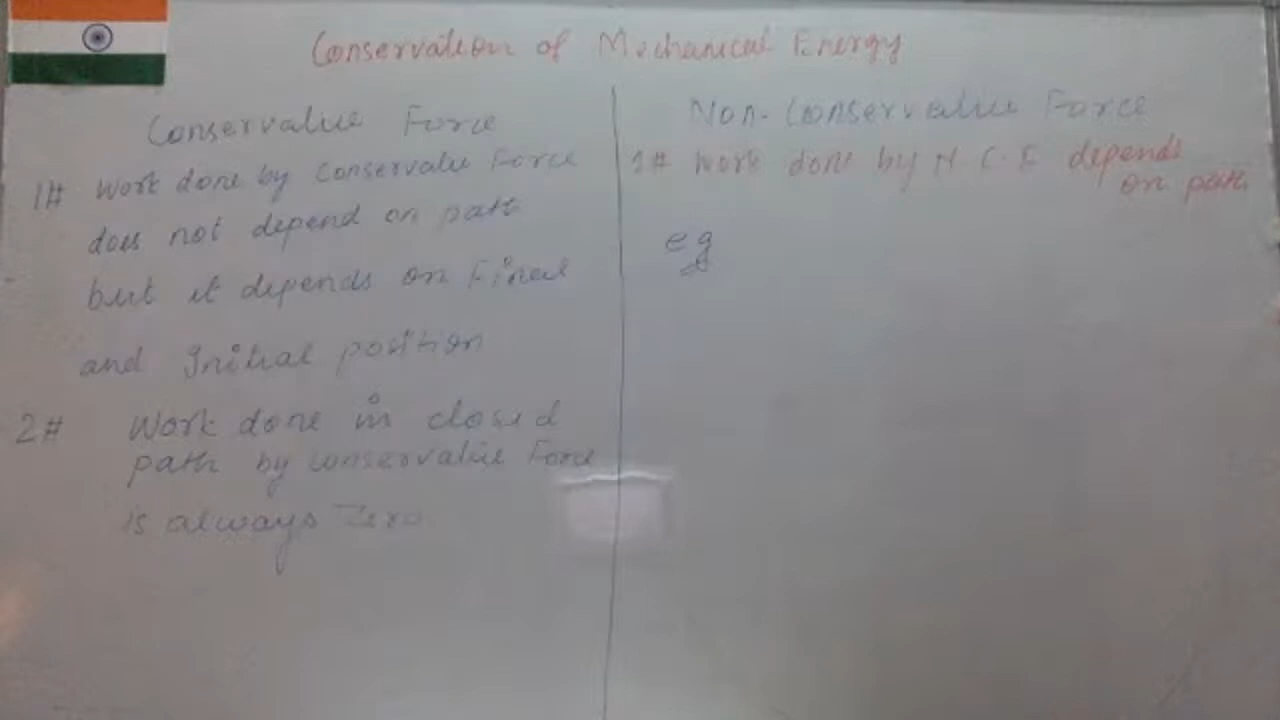 Conservation of Mechanical Energy
Conservative Force
1# Work done by Conservative Force
does not depend on path
but it depends on Final
and Initial position
2# Work done in closed
path by conservative Force
is always Zero
Non-Conservative Force
1# Work done by N C F depends
on path
eg